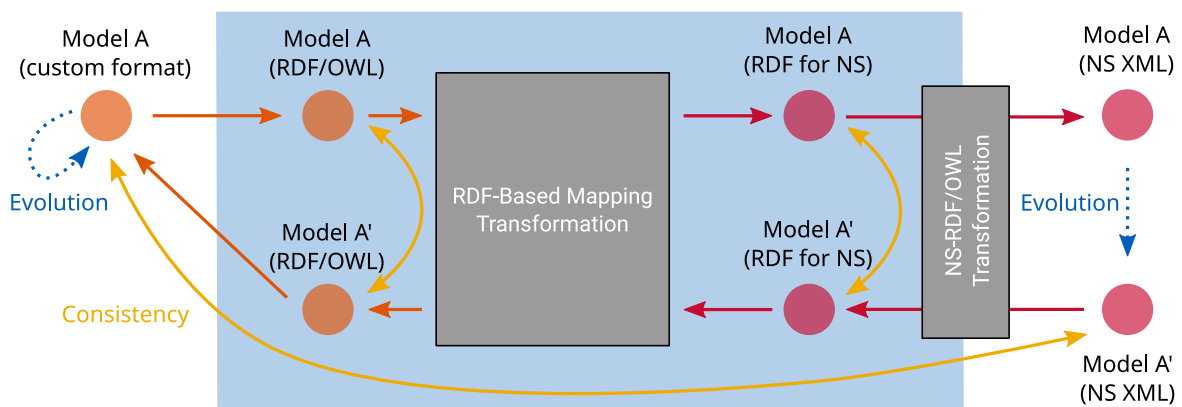 Model A
(custom format)
Model A
(RDF/OWL)
Model A
(RDF for NS)
Model A
(NS XML)
Evolution
RDF-Based Mapping
Transformation
NS-RDF/OWL
Transformation
Evolution
Model A'
(RDF/OWL)
Model A'
(RDF for NS)
Consistency
Model A'
(NS XML)